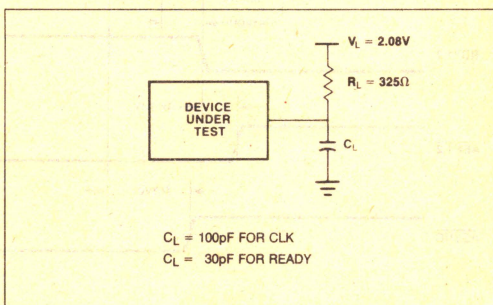 V_L = 2.08V
R_L = 325Ω
DEVICE
UNDER
TEST
C_L
C_L = 100pF FOR CLK
C_L = 30pF FOR READY